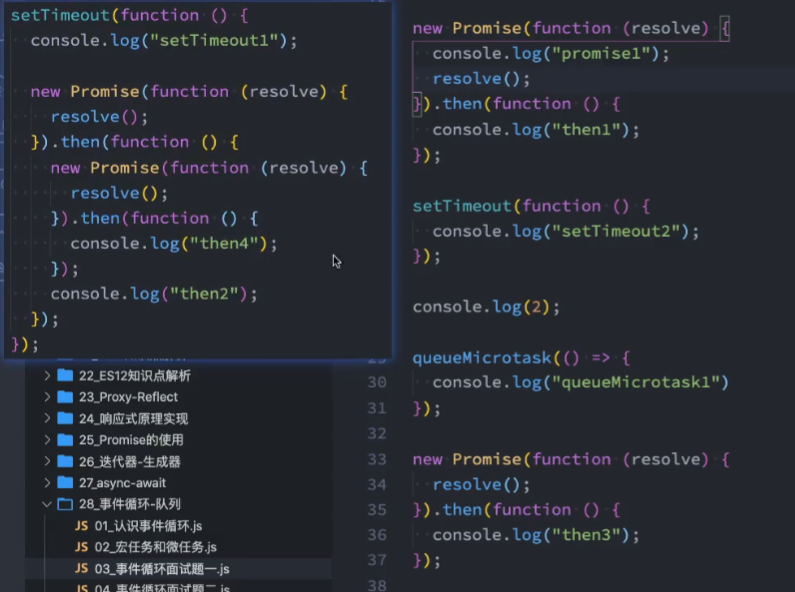 setTimeout(function () {
console.log("setTimeout1");
new Promise(function (resolve) {
resolve();
}).then(function () {
new Promise(function (resolve) {
resolve();
}).then(function () {
console.log("then4");
});
console.log("then2");
});
});
22_ES12知识点解析
23_Proxy-Reflect
24_响应式原理实现
25_Promise的使用
26_迭代器-生成器
27_async-await
28_事件循环-队列
JS 01_认识事件循环.js
JS 02_宏任务和微任务.js
JS 03_事件循环面试题一.js
JS 04_事件循环面试题二.js
new Promise(function (resolve) {
console.log("promise1");
resolve();
}).then(function () {
console.log("then1");
});
setTimeout(function () {
console.log("setTimeout2");
});
console.log(2);
29 queueMicrotask(() => {
30 console.log("queueMicrotask1")
31 });
32
33 new Promise(function (resolve) {
34 resolve();
35 }).then(function () {
36 console.log("then3");
37 });
38